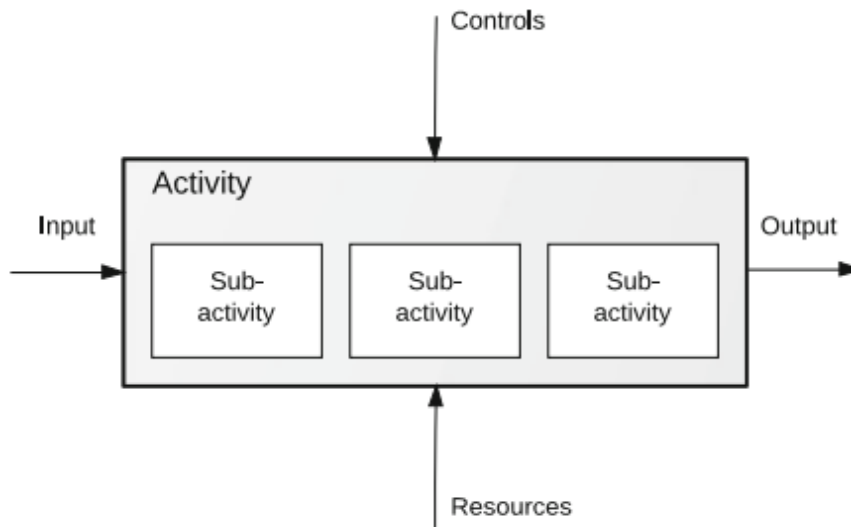 Controls
Activity
Input
Output
Sub-
activity
Sub-
activity
Sub-
activity
Resources